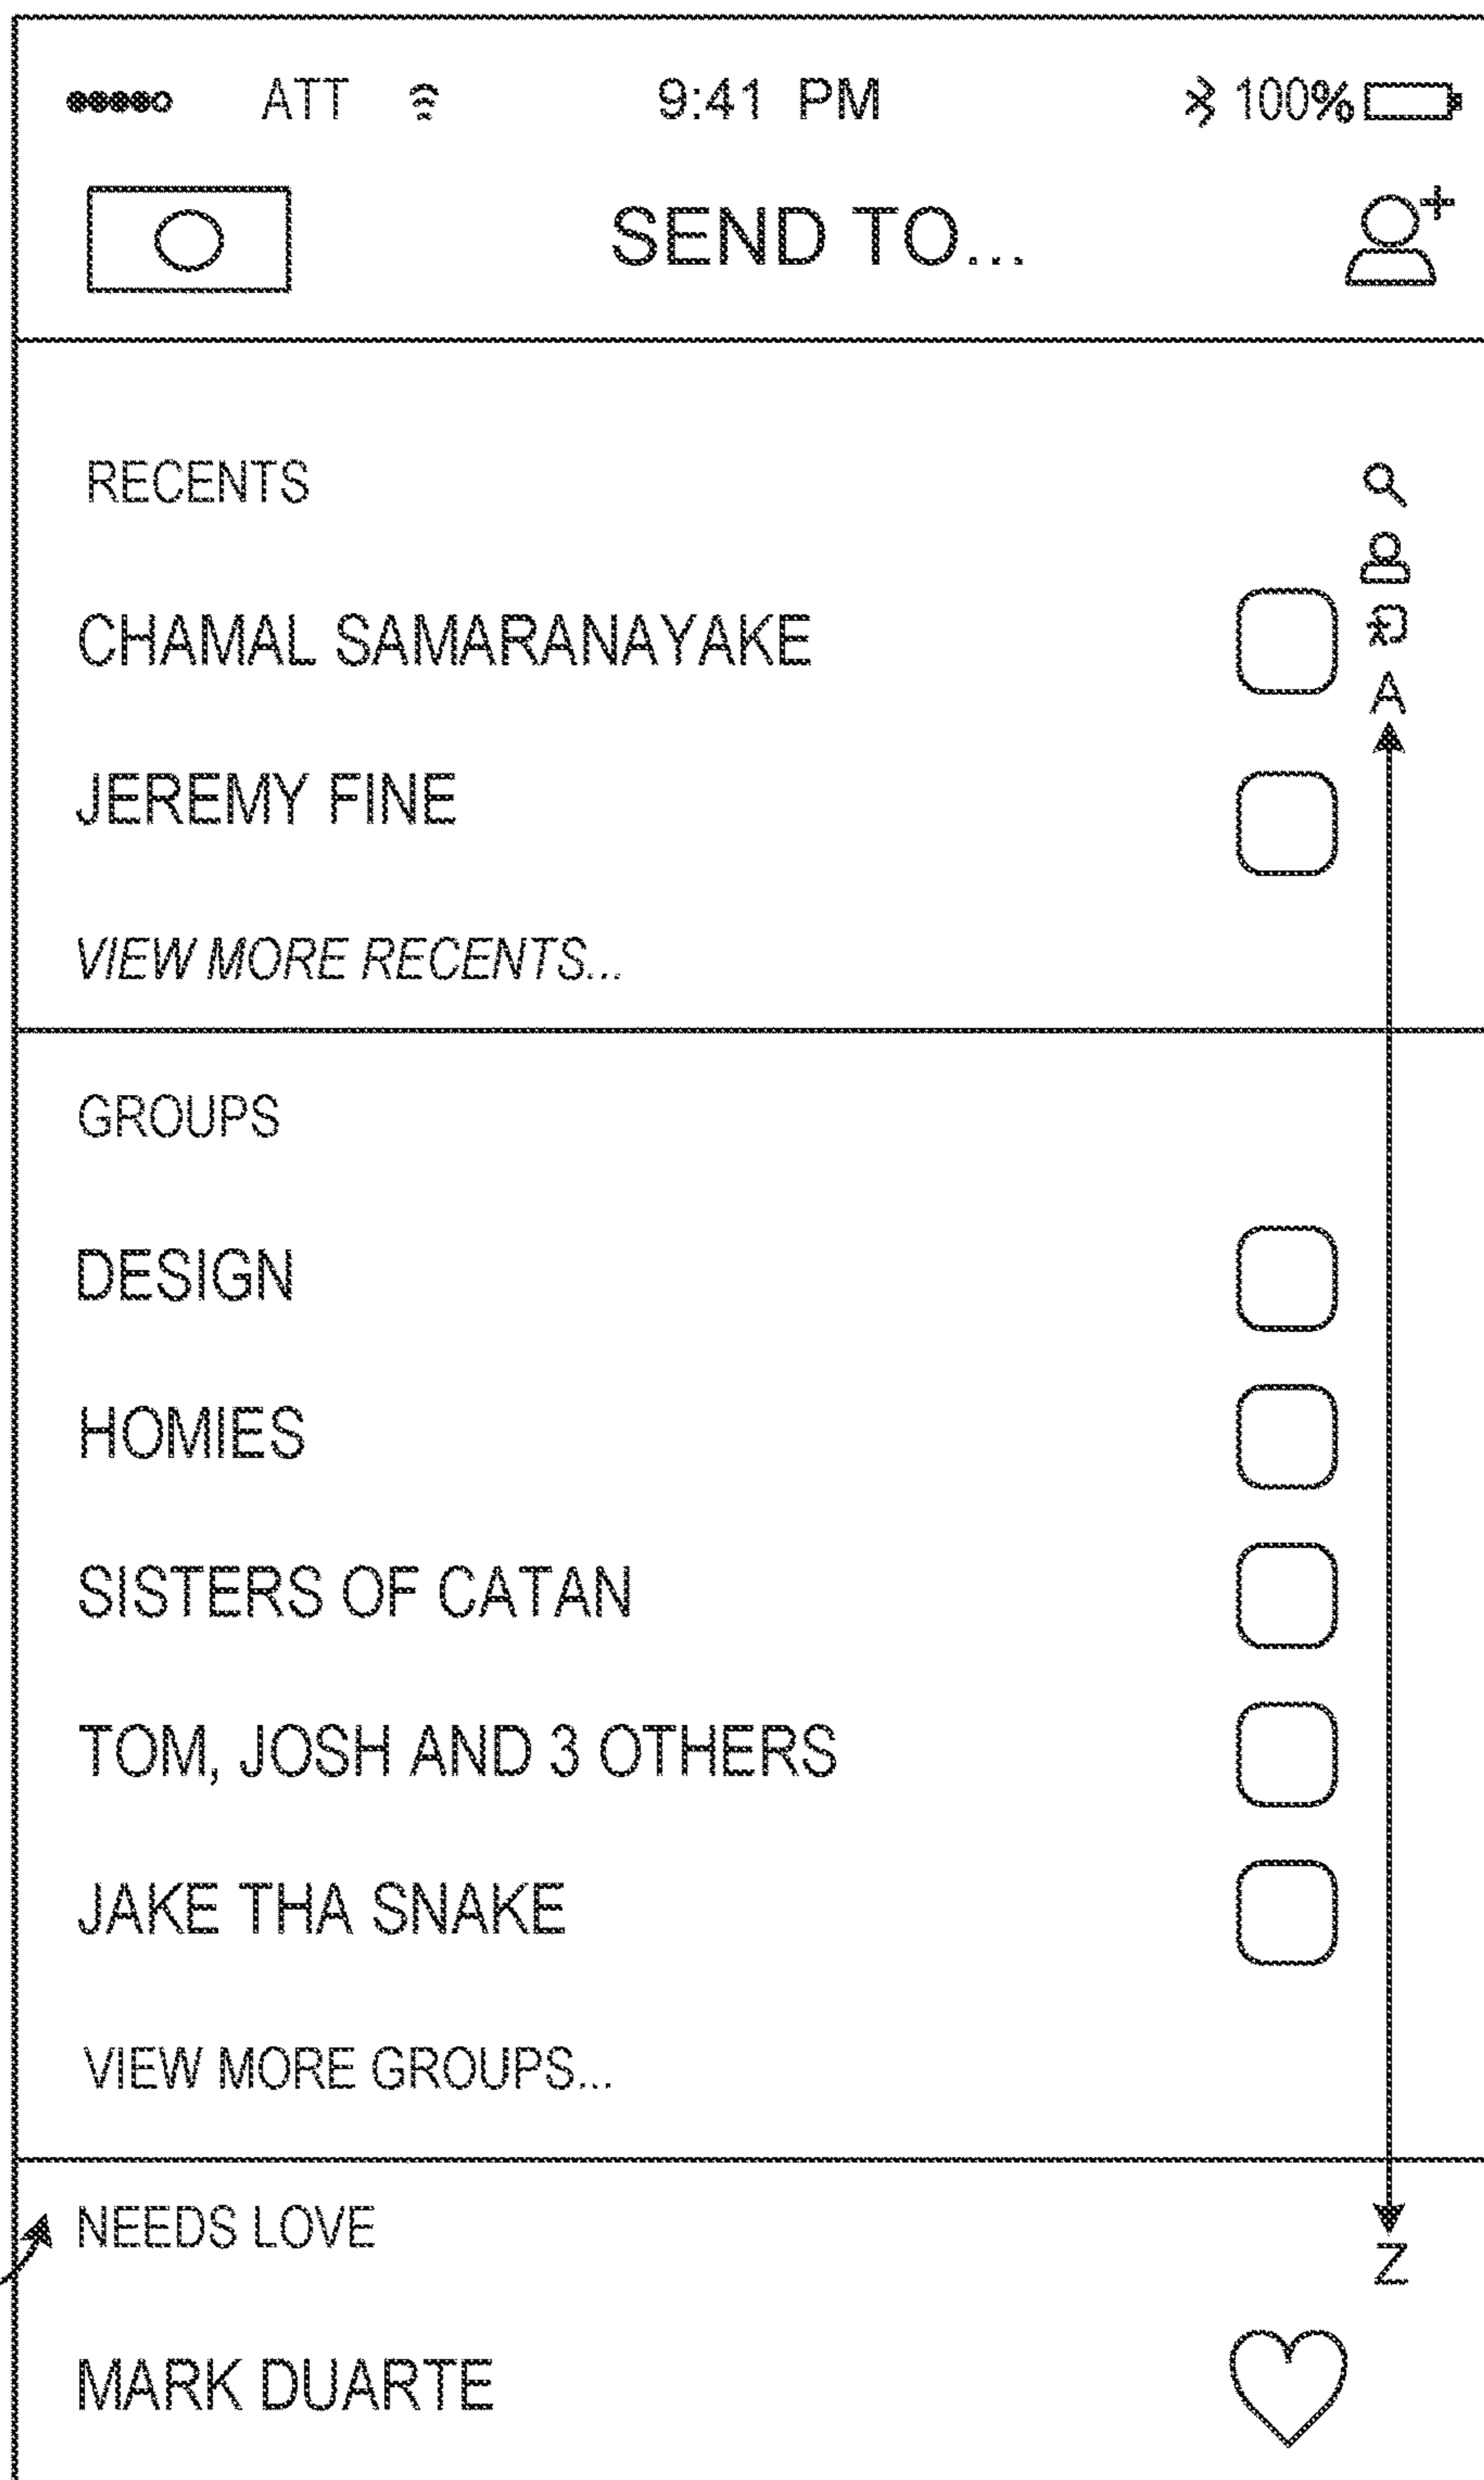 ATT 9:41 PM 100%
SEND TO...
RECENTS
CHAMAL SAMARANAYAKE
A
JEREMY FINE
VIEW MORE RECENTS...
GROUPS
DESIGN
HOMIES
SISTERS OF CATAN
TOM, JOSH AND 3 OTHERS
JAKE THA SNAKE
VIEW MORE GROUPS...
NEEDS LOVE
Z
MARK DUARTE